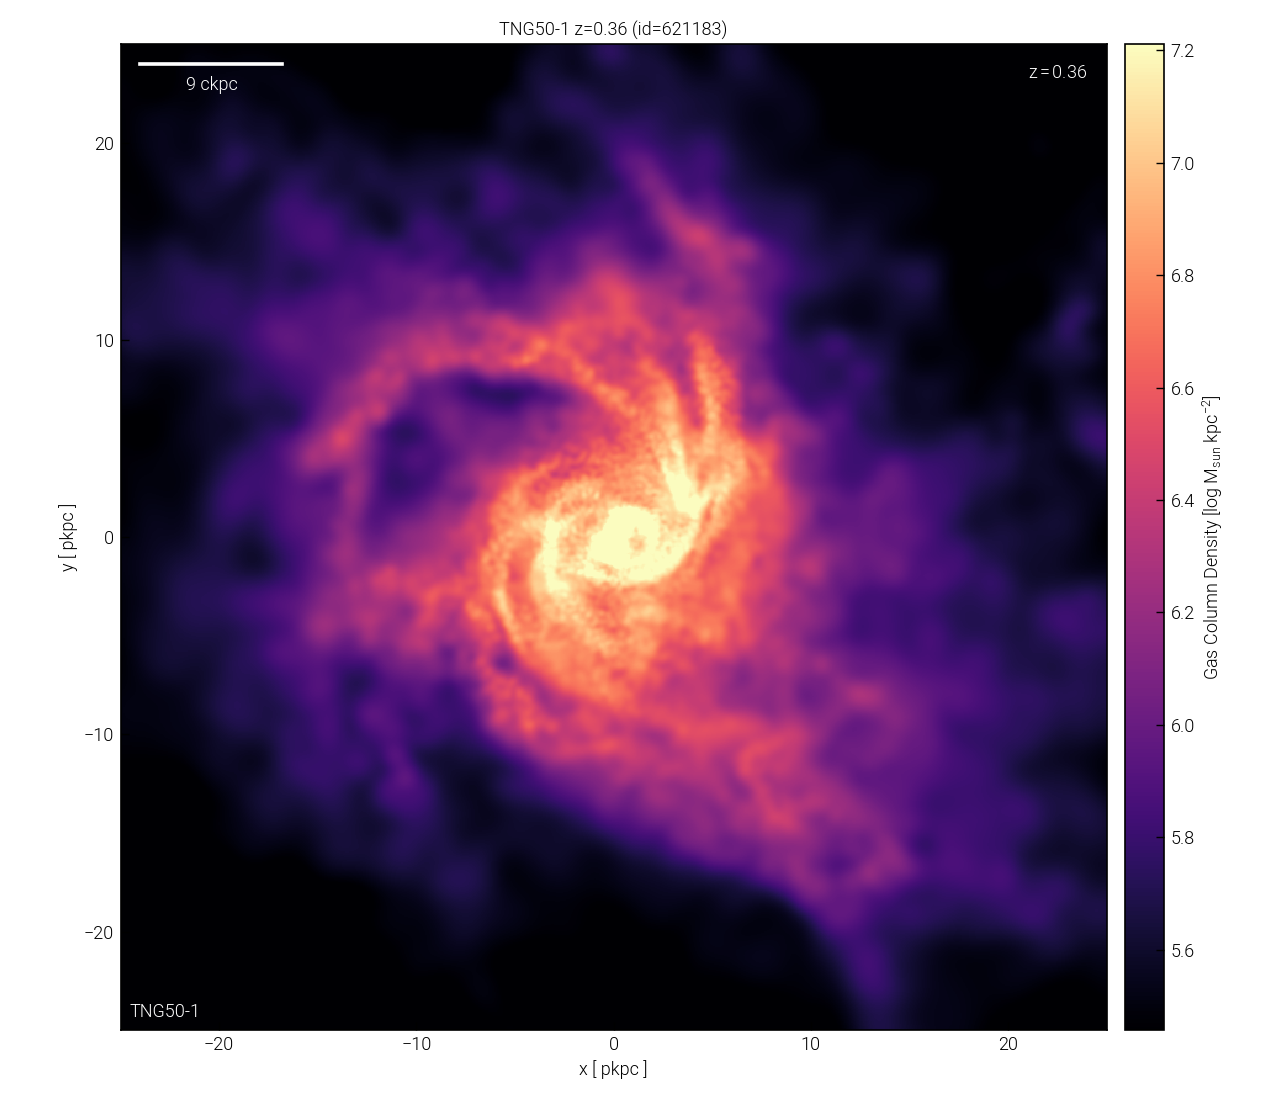 TNG50-1 z=0.36 (id=621183)
9 ckpc
z=0.36
TNG50-1
20
10
0
−10
−20
y [ pkpc ]
−20
−10
0
10
20
x [ pkpc ]
7.2
7.0
6.8
6.6
6.4
6.2
6.0
5.8
5.6
Gas Column Density [log M_sun kpc⁻²]